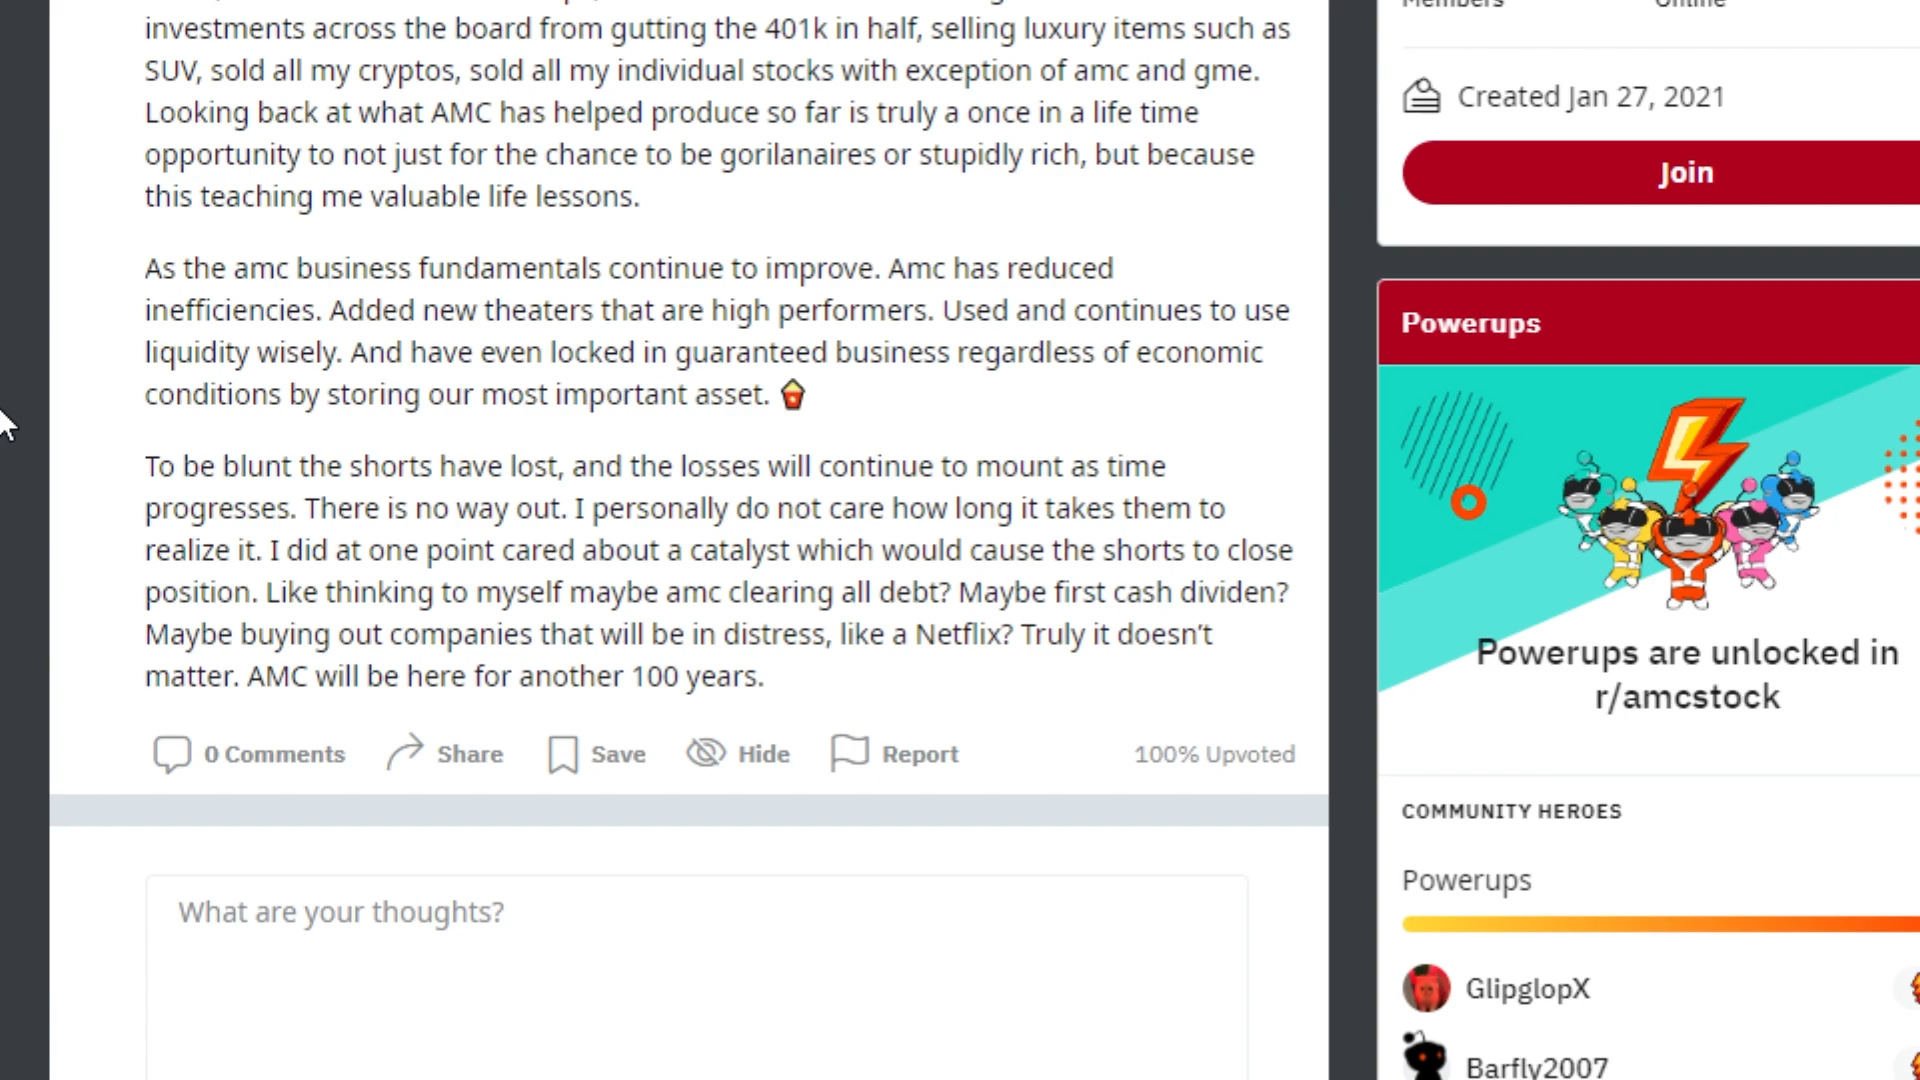 investments across the board from gutting the 401k in half, selling luxury items such as
SUV, sold all my cryptos, sold all my individual stocks with exception of amc and gme.
Looking back at what AMC has helped produce so far is truly a once in a life time
opportunity to not just for the chance to be gorilanaires or stupidly rich, but because
this teaching me valuable life lessons.
As the amc business fundamentals continue to improve. Amc has reduced
inefficiencies. Added new theaters that are high performers. Used and continues to use
liquidity wisely. And have even locked in guaranteed business regardless of economic
conditions by storing our most important asset.
To be blunt the shorts have lost, and the losses will continue to mount as time
progresses. There is no way out. I personally do not care how long it takes them to
realize it. I did at one point cared about a catalyst which would cause the shorts to close
position. Like thinking to myself maybe amc clearing all debt? Maybe first cash dividen?
Maybe buying out companies that will be in distress, like a Netflix? Truly it doesn't
matter. AMC will be here for another 100 years.
0 Comments Share Save Hide Report 100% Upvoted
What are your thoughts?
Members Online
Created Jan 27, 2021
Join
Powerups
Powerups are unlocked in
r/amcstock
COMMUNITY HEROES
Powerups
GlipglopX
Barfly2007